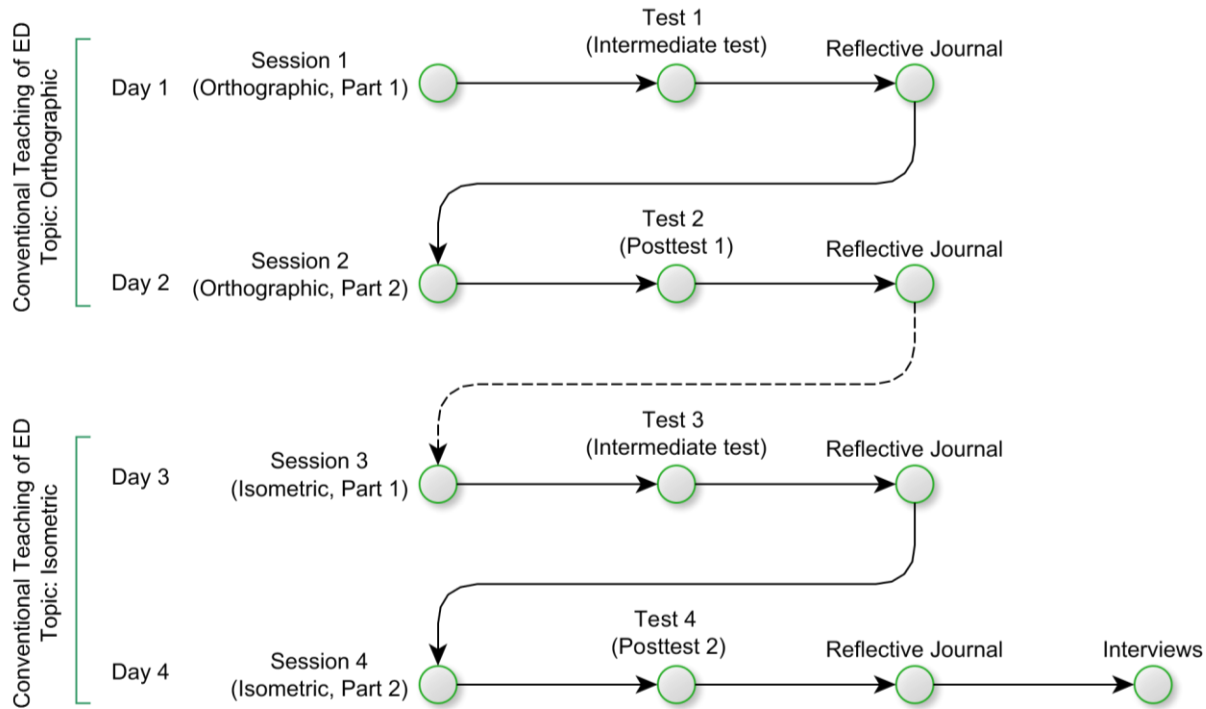 Conventional Teaching of ED
Topic: Orthographic
Day 1
Session 1
(Orthographic, Part 1)
Test 1
(Intermediate test)
Reflective Journal
Day 2
Session 2
(Orthographic, Part 2)
Test 2
(Posttest 1)
Reflective Journal
Conventional Teaching of ED
Topic: Isometric
Day 3
Session 3
(Isometric, Part 1)
Test 3
(Intermediate test)
Reflective Journal
Day 4
Session 4
(Isometric, Part 2)
Test 4
(Posttest 2)
Reflective Journal
Interviews